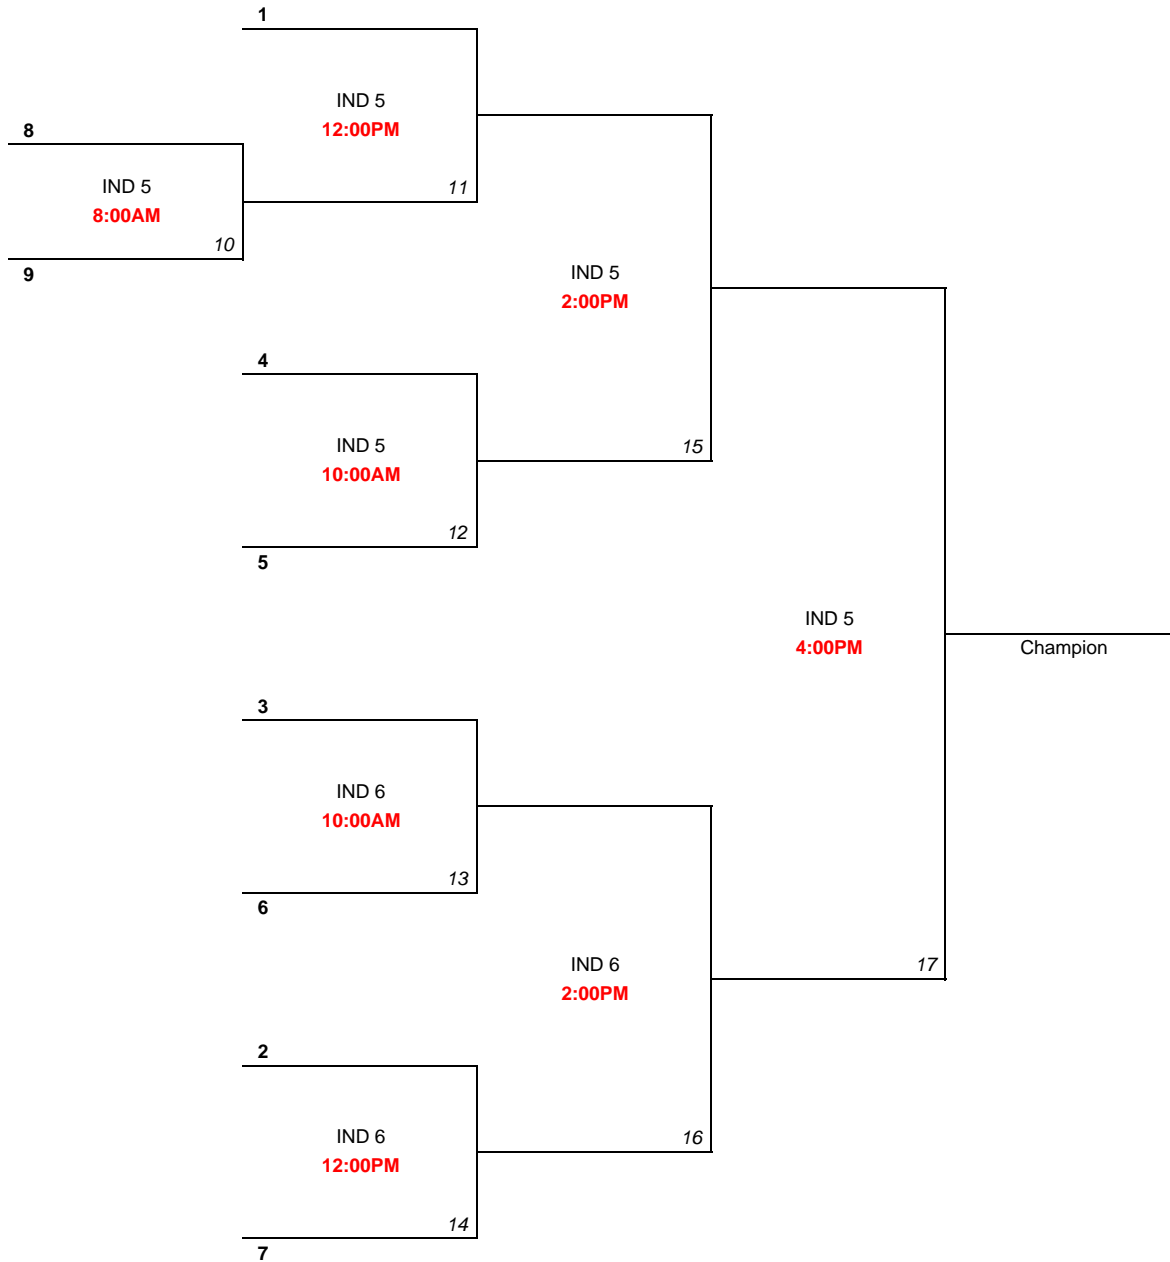 1
IND 5
12:00PM
8
IND 5
8:00AM
11
10
9
IND 5
2:00PM
4
IND 5
10:00AM
15
12
5
IND 5
4:00PM
Champion
3
IND 6
10:00AM
13
6
IND 6
2:00PM
17
2
IND 6
12:00PM
16
14
7